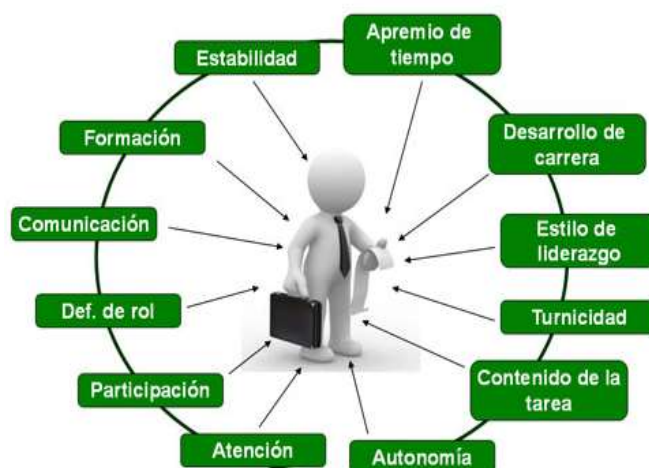 Estabilidad
Apremio de
tiempo
Formación
Desarrollo de
carrera
Comunicación
Estilo de
liderazgo
Def. de rol
Turnicidad
Participación
Contenido de la
tarea
Atención
Autonomía